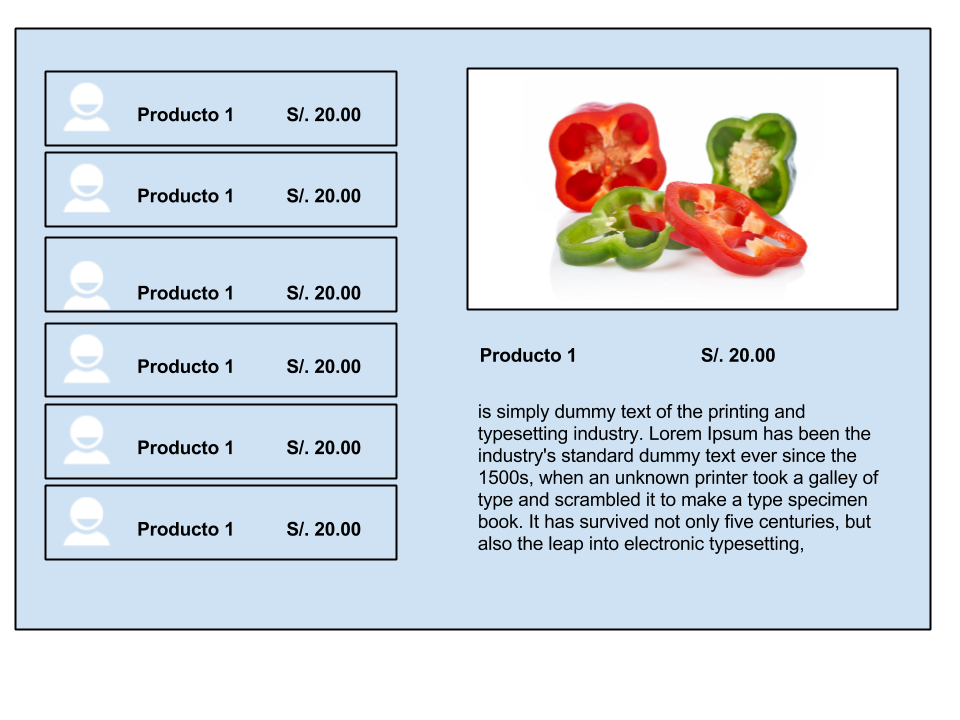 Producto 1 S/. 20.00
Producto 1 S/. 20.00
Producto 1 S/. 20.00
Producto 1 S/. 20.00
Producto 1 S/. 20.00
Producto 1 S/. 20.00
Producto 1 S/. 20.00
is simply dummy text of the printing and
typesetting industry. Lorem Ipsum has been the
industry's standard dummy text ever since the
1500s, when an unknown printer took a galley of
type and scrambled it to make a type specimen
book. It has survived not only five centuries, but
also the leap into electronic typesetting,